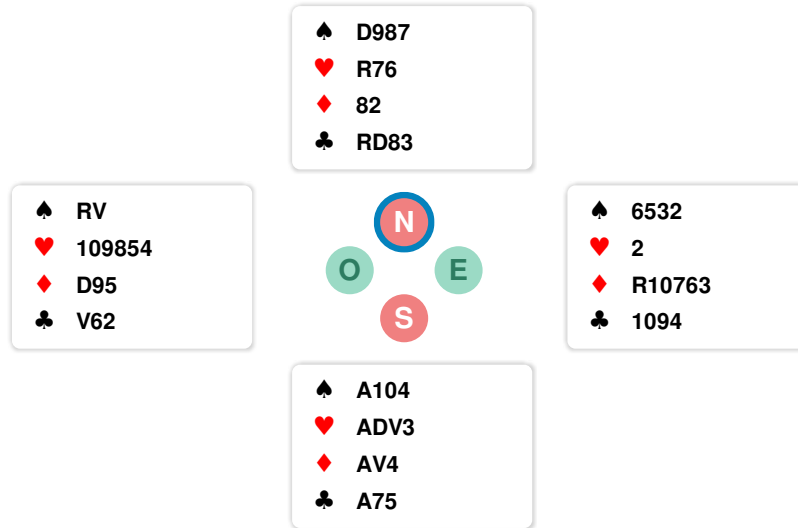 ♠ D987
♥ R76
♦ 82
♣ RD83
♠ RV
♥ 109854
♦ D95
♣ V62
N
O E
S
♠ 6532
♥ 2
♦ R10763
♣ 1094
♠ A104
♥ ADV3
♦ AV4
♣ A75